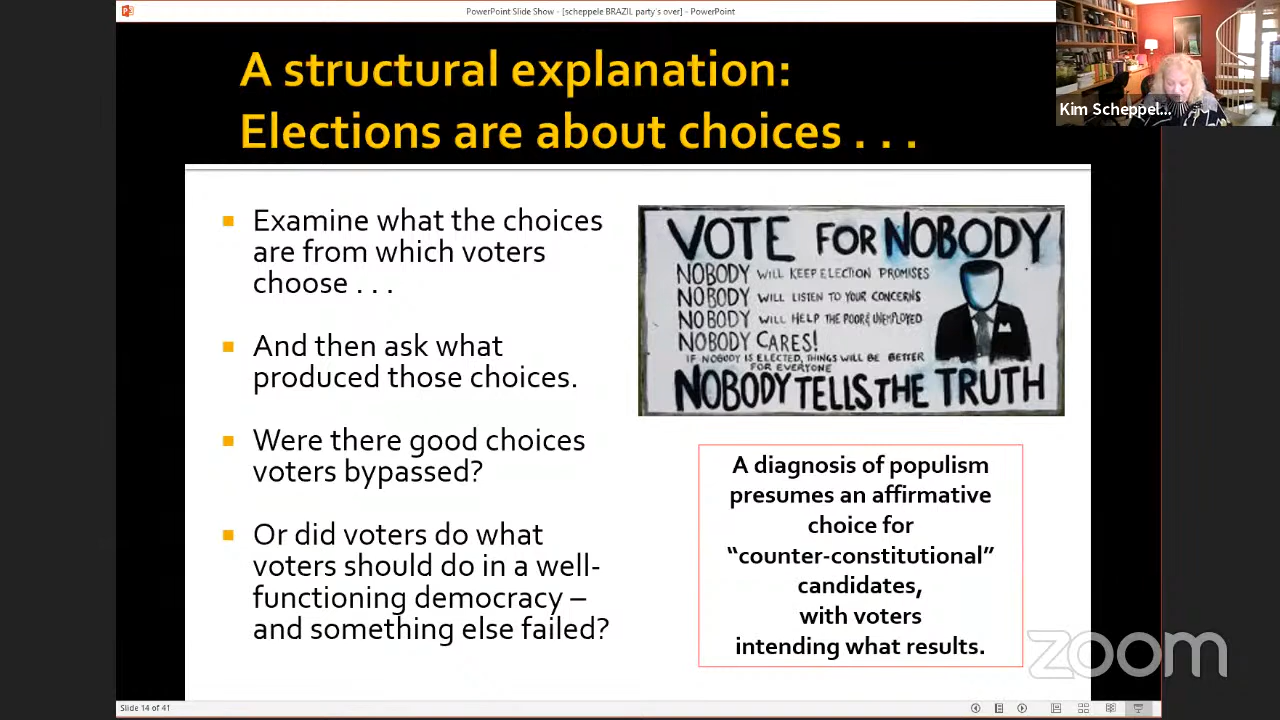 PowerPoint Slide Show - [scheppele BRAZIL party's over] - PowerPoint
A structural explanation:
Elections are about choices . . .
Kim Scheppel...
Examine what the choices
are from which voters
choose . . .
And then ask what
produced those choices.
Were there good choices
voters bypassed?
Or did voters do what
voters should do in a well-
functioning democracy –
and something else failed?
VOTE FOR NOBODY
NOBODY WILL KEEP ELECTION PROMISES
NOBODY WILL LISTEN TO YOUR CONCERNS
NOBODY WILL HELP THE POOR & UNEMPLOYED
NOBODY CARES!
IF NOBODY IS ELECTED, THINGS WILL BE BETTER
FOR EVERYONE
NOBODY TELLS THE TRUTH
A diagnosis of populism
presumes an affirmative
choice for
“counter-constitutional”
candidates,
with voters
intending what results.
zoom
Slide 14 of 41